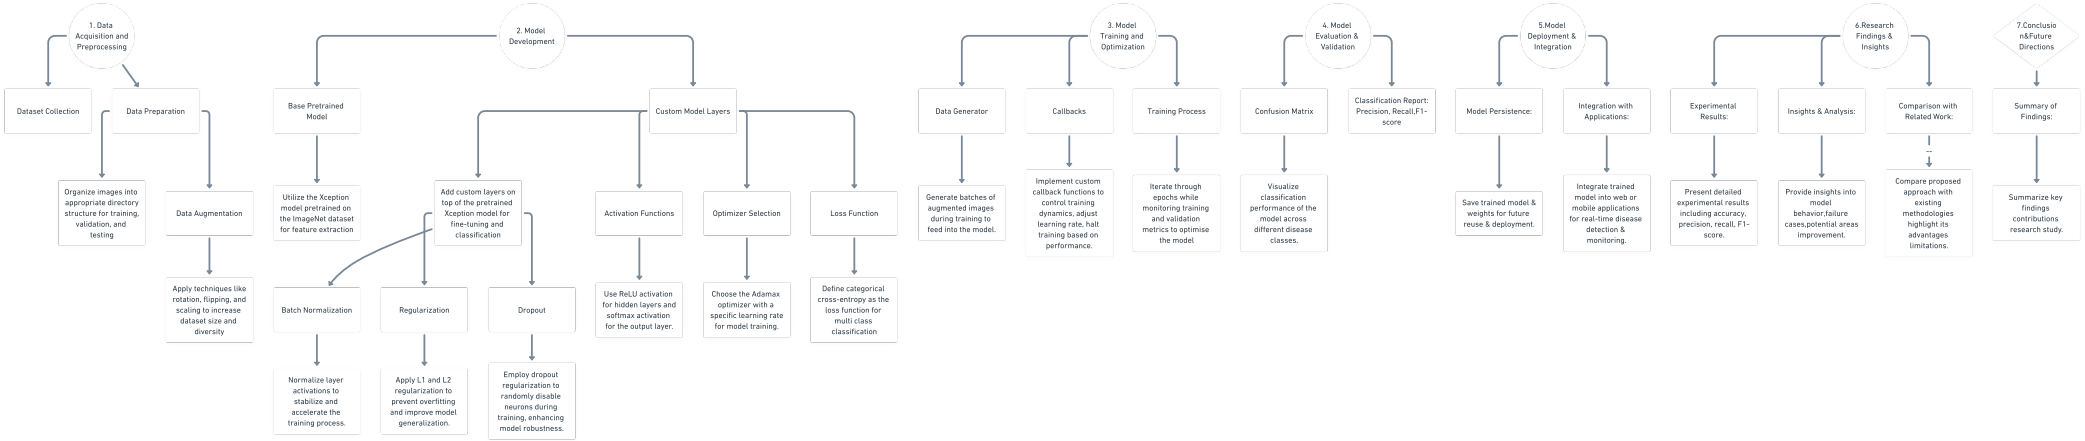 1. Data
Acquisition and
Preprocessing
Dataset Collection
Data Preparation
Organize images into
appropriate directory
structure for training,
validation, and
testing
Data Augmentation
Apply techniques like
rotation, flipping, and
scaling to increase
dataset size and
diversity
2. Model
Development
Base Pretrained
Model
Utilize the Xception
model pretrained on
the ImageNet dataset
for feature extraction
Custom Model Layers
Add custom layers on
top of the pretrained
Xception model for
fine-tuning and
classification
Batch Normalization
Normalize layer
activations to
stabilize and
accelerate the
training process.
Regularization
Apply L1 and L2
regularization to
prevent overfitting
and improve model
generalization.
Dropout
Employ dropout
regularization to
randomly disable
neurons during
training, enhancing
model robustness.
Activation Functions
Use ReLU activation
for hidden layers and
softmax activation
for the output layer.
Optimizer Selection
Choose the Adamax
optimizer with a
specific learning rate
for model training.
Loss Function
Define categorical
cross-entropy as the
loss function for
multi class
classification
3. Model
Training and
Optimization
Data Generator
Generate batches of
augmented images
during training to
feed into the model.
Callbacks
Implement custom
callback functions to
control training
dynamics, adjust
learning rate, halt
training based on
performance.
Training Process
Iterate through
epochs while
monitoring training
and validation
metrics to optimise
the model
4. Model
Evaluation &
Validation
Confusion Matrix
Visualize
classification
performance of the
model across
different disease
classes.
Classification Report:
Precision, Recall,F1-
score
5.Model
Deployment &
Integration
Model Persistence:
Save trained model &
weights for future
reuse & deployment.
Integration with
Applications:
Integrate trained
model into web or
mobile applications
for real-time disease
detection &
monitoring.
6.Research
Findings &
Insights
Experimental
Results:
Present detailed
experimental results
including accuracy,
precision, recall, F1-
score.
Insights & Analysis:
Provide insights into
model
behavior,failure
cases,potential areas
improvement.
Comparison with
Related Work:
--
Compare proposed
approach with
existing
methodologies
highlight its
advantages
limitations.
7.Conclusio
n&Future
Directions
Summary of
Findings:
Summarize key
findings
contributions
research study.